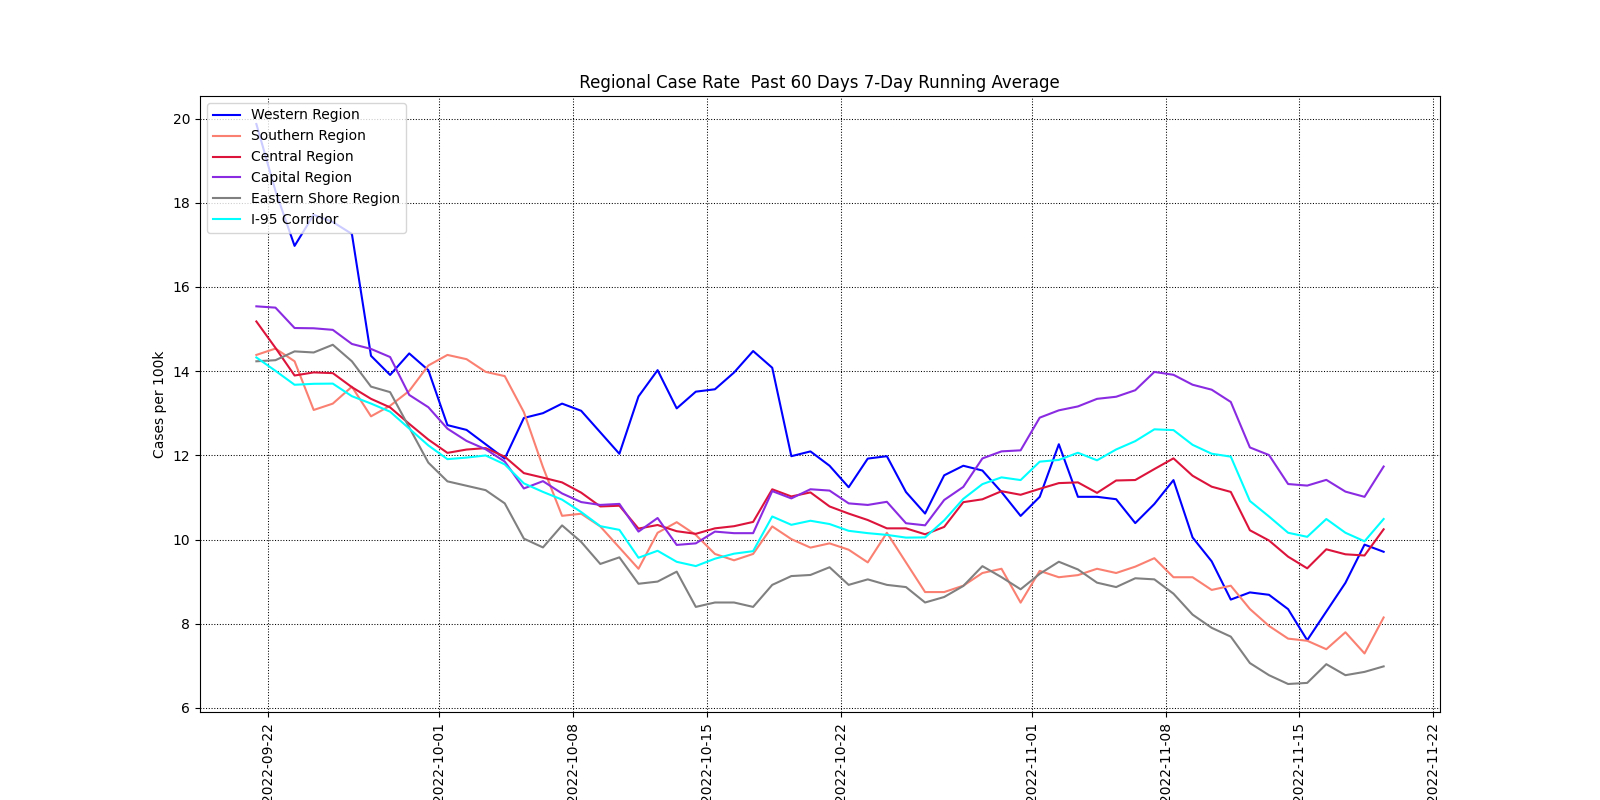 Regional Case Rate  Past 60 Days 7-Day Running Average
Cases per 100k
20
18
16
14
12
10
8
6
Western Region
Southern Region
Central Region
Capital Region
Eastern Shore Region
I-95 Corridor
2022-09-22
2022-10-01
2022-10-08
2022-10-15
2022-10-22
2022-11-01
2022-11-08
2022-11-15
2022-11-22